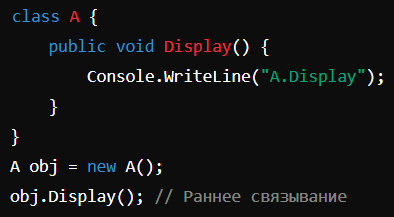 class A {
    public void Display() {
        Console.WriteLine("A.Display");
    }
}
A obj = new A();
obj.Display(); // Раннее связывание